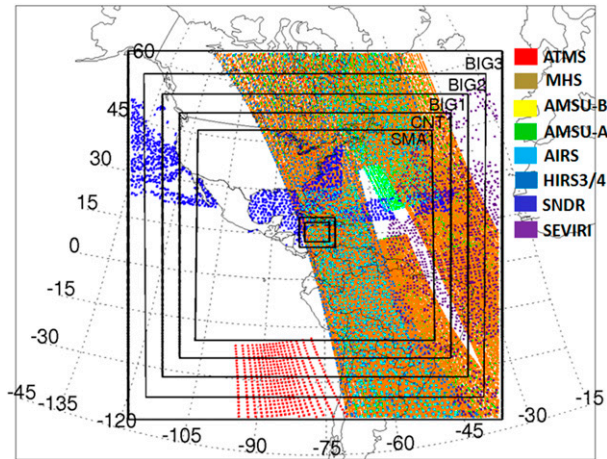 60
45
30
15
0
-15
-30
-45
-135
-120
-105
-90
-75
-60
-45
-30
-15
BIG3
BIG2
BIG1
CNT
SMA
ATMS
MHS
AMSU-B
AMSU-A
AIRS
HIRS3/4
SNDR
SEVIRI